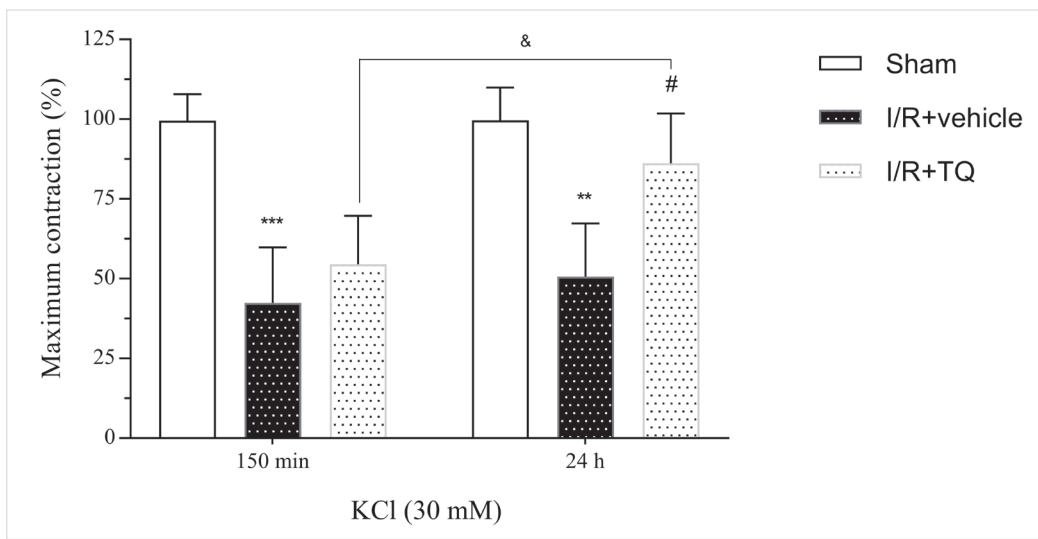 125
&
Sham
#
100
I/R+vehicle
I/R+TQ
75
**
***
50
25
0
Maximum contraction (%)
150 min
24 h
KCl (30 mM)